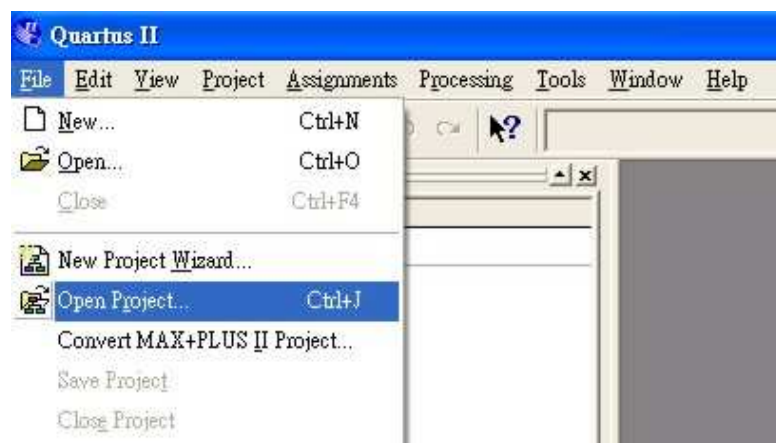 Quartus II
File Edit View Project Assignments Processing Tools Window Help
New... Ctrl+N
Open... Ctrl+O
Close Ctrl+F4
New Project Wizard...
Open Project... Ctrl+J
Convert MAX+PLUS II Project...
Save Project
Close Project